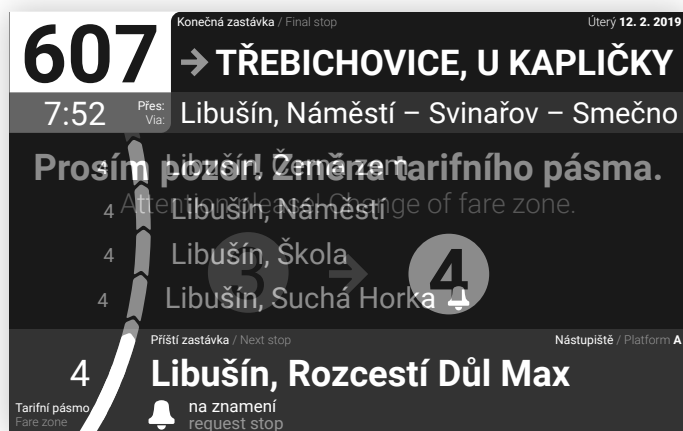 607
Konečná zastávka / Final stop
Úterý 12. 2. 2019
→ TŘEBICHOVICE, U KAPLIČKY
7:52
Přes:
Via:
Libušín, Náměstí – Svinařov – Smečno
Prosím pozor! Změna tarifního pásma.
Attention please! Change of fare zone.
4 Libušín, Země zem
4 Libušín, Náměstí
4 Libušín, Škola
3 → 4
4 Libušín, Suchá Horka
Příští zastávka / Next stop
Nástupiště / Platform A
4
Libušín, Rozcestí Důl Max
Tarifní pásmo
Fare zone
na znamení
request stop